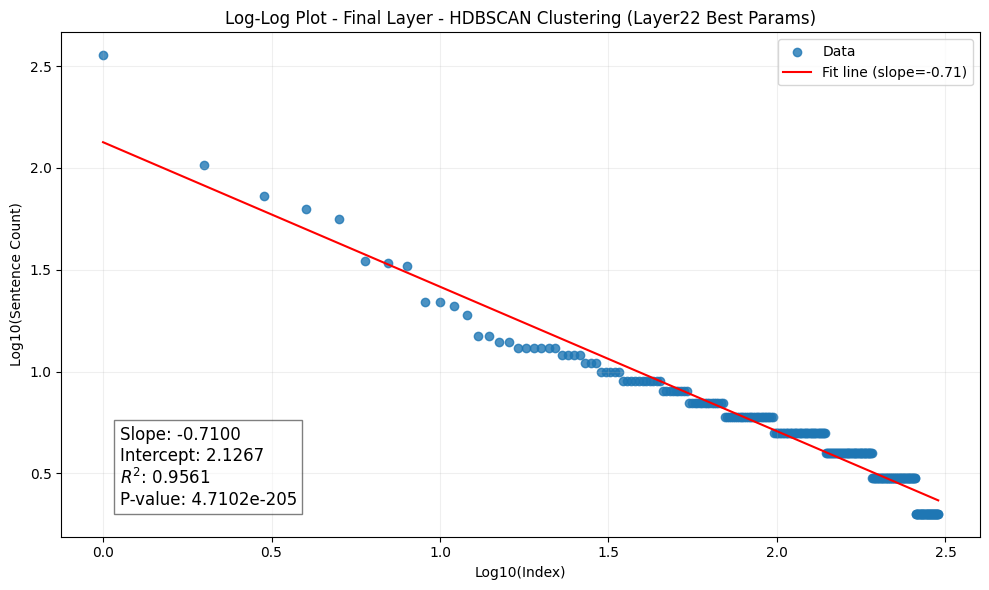 Log-Log Plot - Final Layer - HDBSCAN Clustering (Layer22 Best Params)
Data
Fit line (slope=-0.71)
Log10(Sentence Count)
2.5
2.0
1.5
1.0
0.5
Slope: -0.7100
Intercept: 2.1267
R²: 0.9561
P-value: 4.7102e-205
0.0
0.5
1.0
1.5
2.0
2.5
Log10(Index)